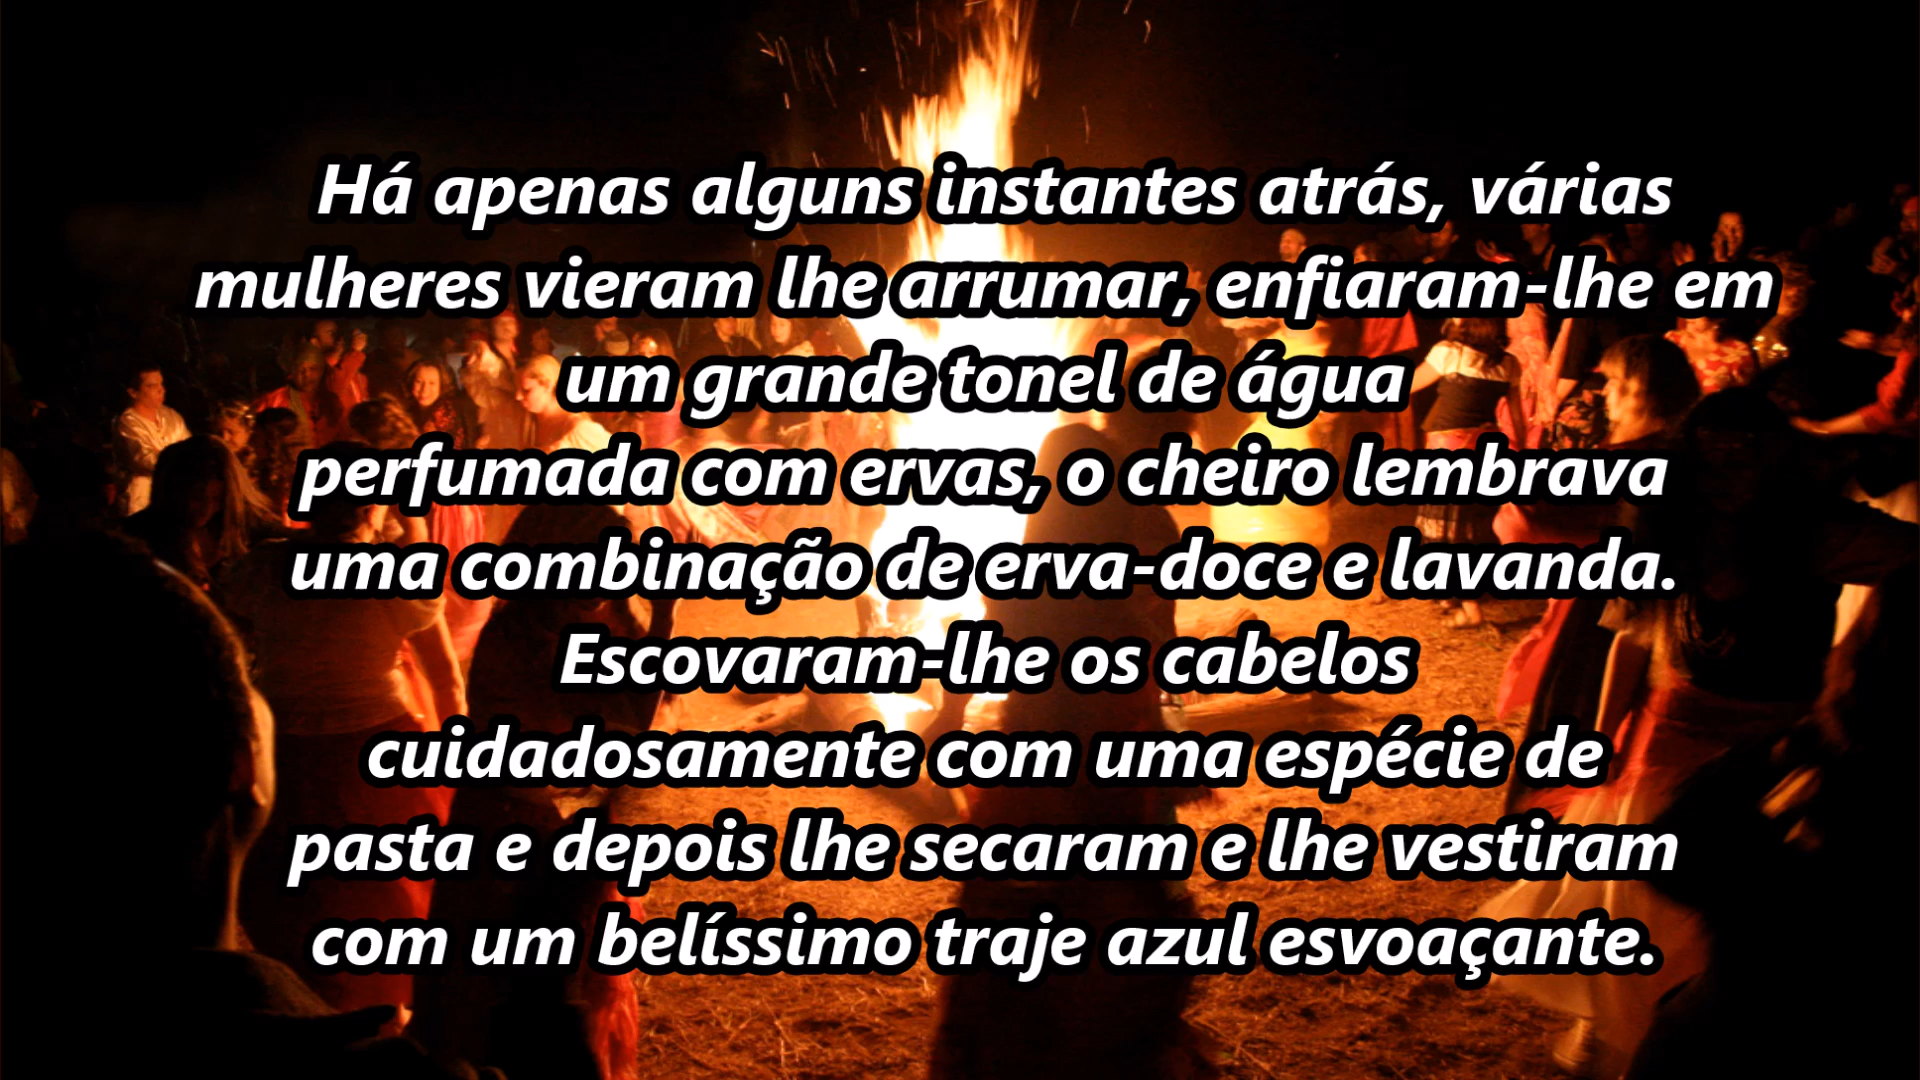 Há apenas alguns instantes atrás, várias
mulheres vieram lhe arrumar, enfiaram-lhe em
um grande tonel de água
perfumada com ervas, o cheiro lembrava
uma combinação de erva-doce e lavanda.
Escovaram-lhe os cabelos
cuidadosamente com uma espécie de
pasta e depois lhe secaram e lhe vestiram
com um belíssimo traje azul esvoaçante.